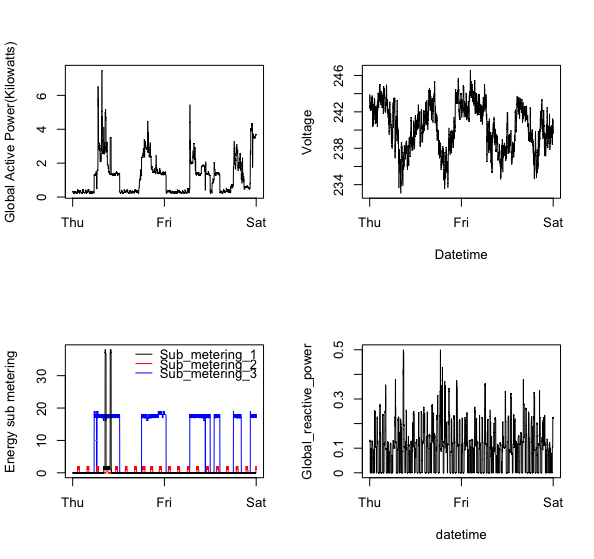 Global Active Power(Kilowatts)
6
4
2
0
Thu
Fri
Sat
Voltage
246
242
238
234
Thu
Fri
Sat
Datetime
Energy sub metering
30
20
10
0
Sub_metering_1
Sub_metering_2
Sub_metering_3
Thu
Fri
Sat
Global_reactive_power
0.5
0.3
0.1
0
Thu
Fri
Sat
datetime